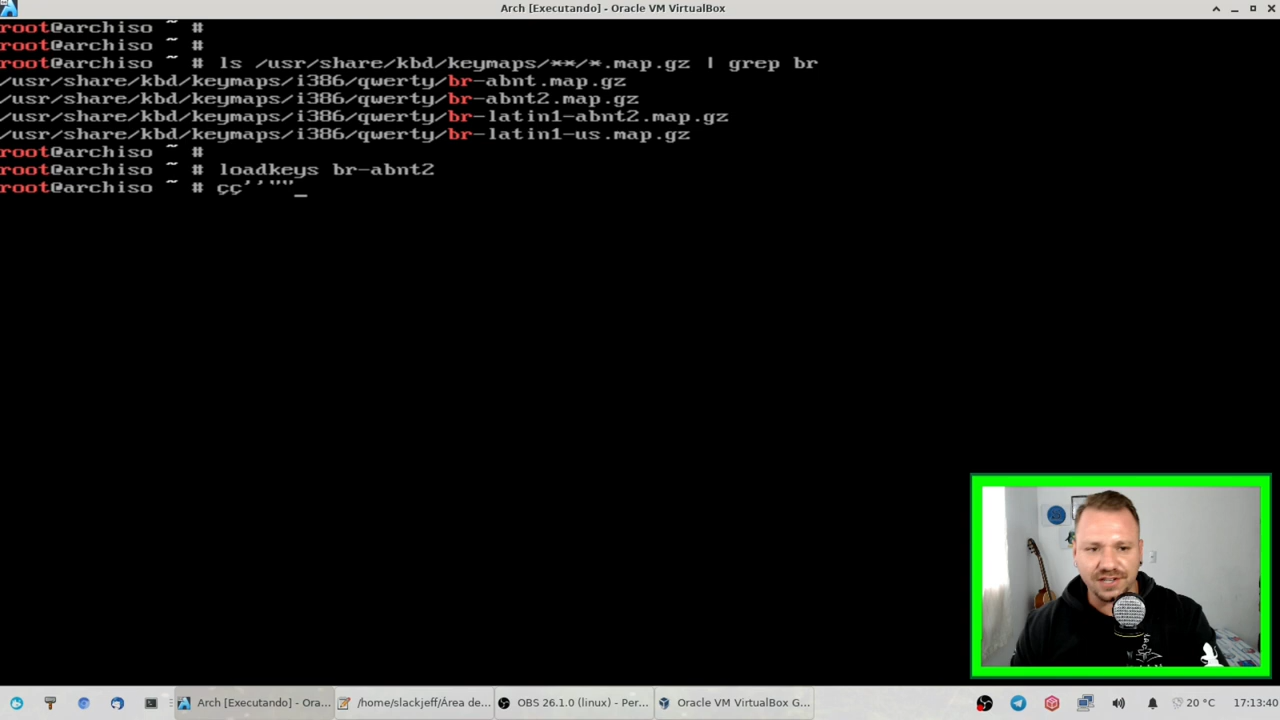 Arch [Executando] - Oracle VM VirtualBox
root@archiso ~ #
root@archiso ~ #
root@archiso ~ # ls /usr/share/kbd/keymaps/**/*.map.gz | grep br
/usr/share/kbd/keymaps/i386/qwerty/br-abnt.map.gz
/usr/share/kbd/keymaps/i386/qwerty/br-abnt2.map.gz
/usr/share/kbd/keymaps/i386/qwerty/br-latin1-abnt2.map.gz
/usr/share/kbd/keymaps/i386/qwerty/br-latin1-us.map.gz
root@archiso ~ #
root@archiso ~ # loadkeys br-abnt2
root@archiso ~ # çç''""_
Arch [Executando] - Ora... /home/slackjeff/Área de... OBS 26.1.0 (linux) - Per... Oracle VM VirtualBox G... 20 °C 17:13:40